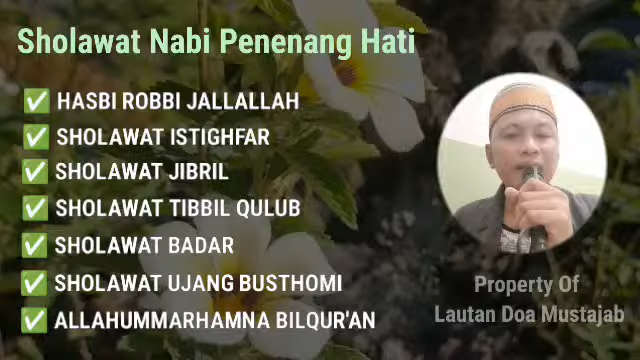 Sholawat Nabi Penenang Hati
HASBI ROBBI JALLALLAH
SHOLAWAT ISTIGHFAR
SHOLAWAT JIBRIL
SHOLAWAT TIBBIL QULUB
SHOLAWAT BADAR
SHOLAWAT UJANG BUSTHOMI
ALLAHUMMARHAMNA BILQUR'AN
Property Of
Lautan Doa Mustajab